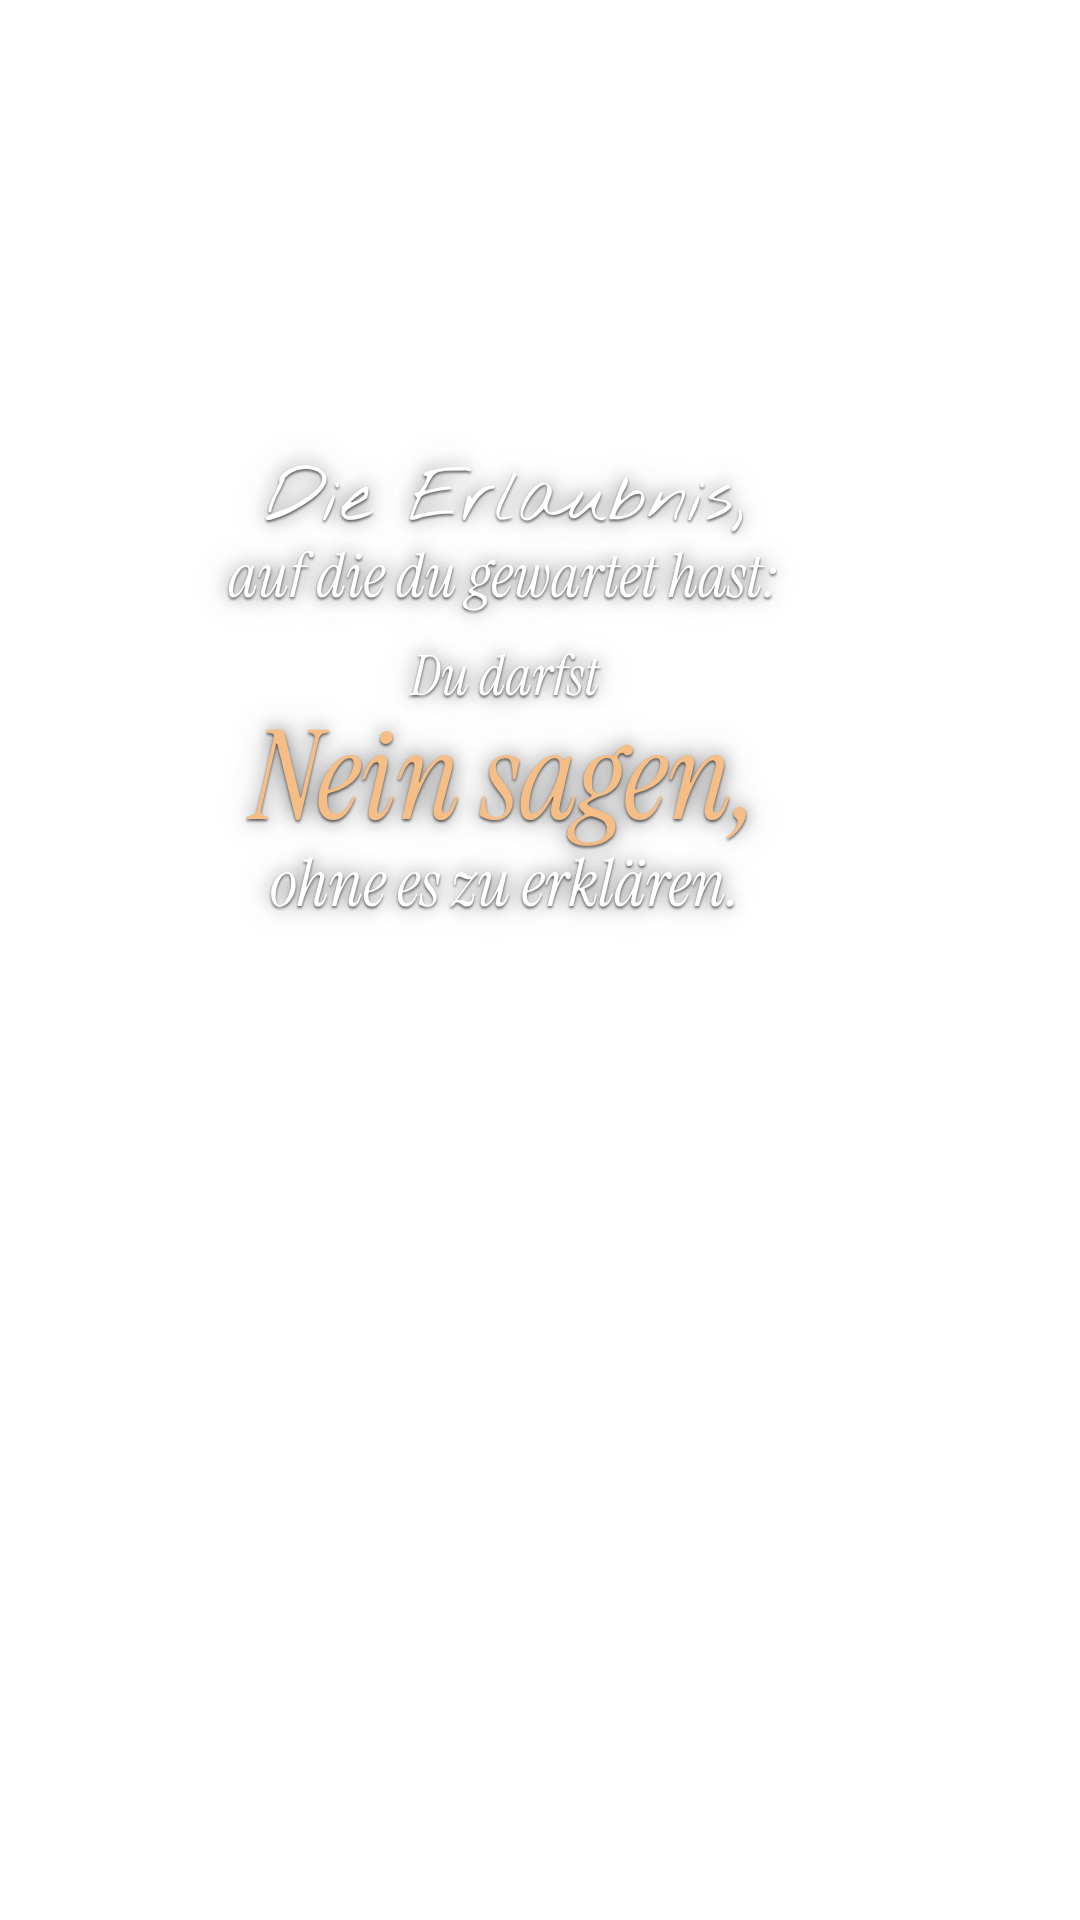 Die Erlaubnis,
auf die du gewartet hast:
Du darfst
Nein sagen,
ohne es zu erklären.